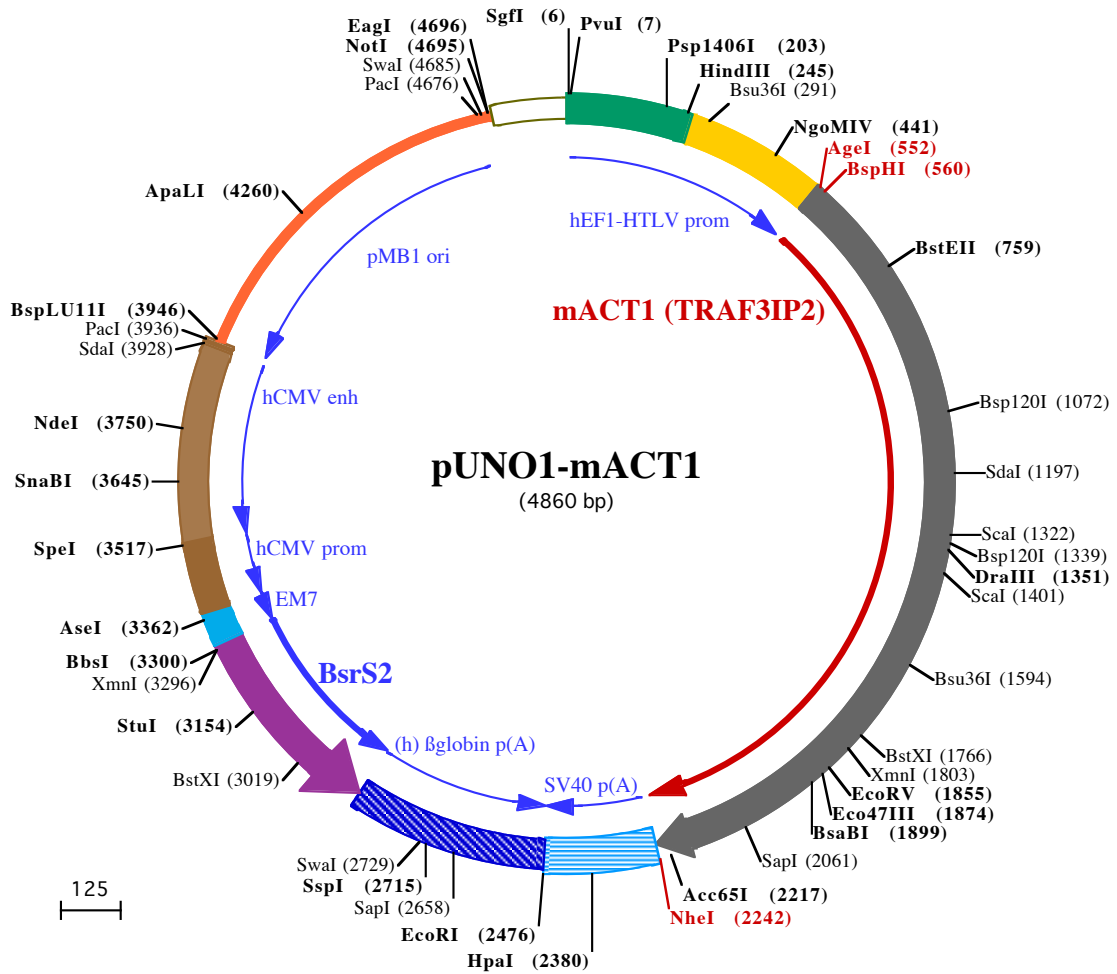 SgfI (6)
PvuI (7)
EagI (4696)
NotI (4695)
SwaI (4685)
PacI (4676)
Psp1406I (203)
HindIII (245)
Bsu36I (291)
NgoMIV (441)
AgeI (552)
BspHI (560)
ApaLI (4260)
hEF1-HTLV prom
pMB1 ori
BstEII (759)
mACT1 (TRAF3IP2)
BspLU11I (3946)
PacI (3936)
SdaI (3928)
hCMV enh
Bsp120I (1072)
NdeI (3750)
pUNO1-mACT1
(4860 bp)
SdaI (1197)
SnaBI (3645)
ScaI (1322)
Bsp120I (1339)
DraIII (1351)
ScaI (1401)
SpeI (3517)
hCMV prom
EM7
AseI (3362)
BbsI (3300)
XmnI (3296)
BsrS2
Bsu36I (1594)
StuI (3154)
(h) ßglobin p(A)
BstXI (1766)
XmnI (1803)
EcoRV (1855)
Eco47III (1874)
BsaBI (1899)
BstXI (3019)
SV40 p(A)
SapI (2061)
SwaI (2729)
SspI (2715)
SapI (2658)
EcoRI (2476)
HpaI (2380)
Acc65I (2217)
NheI (2242)
125